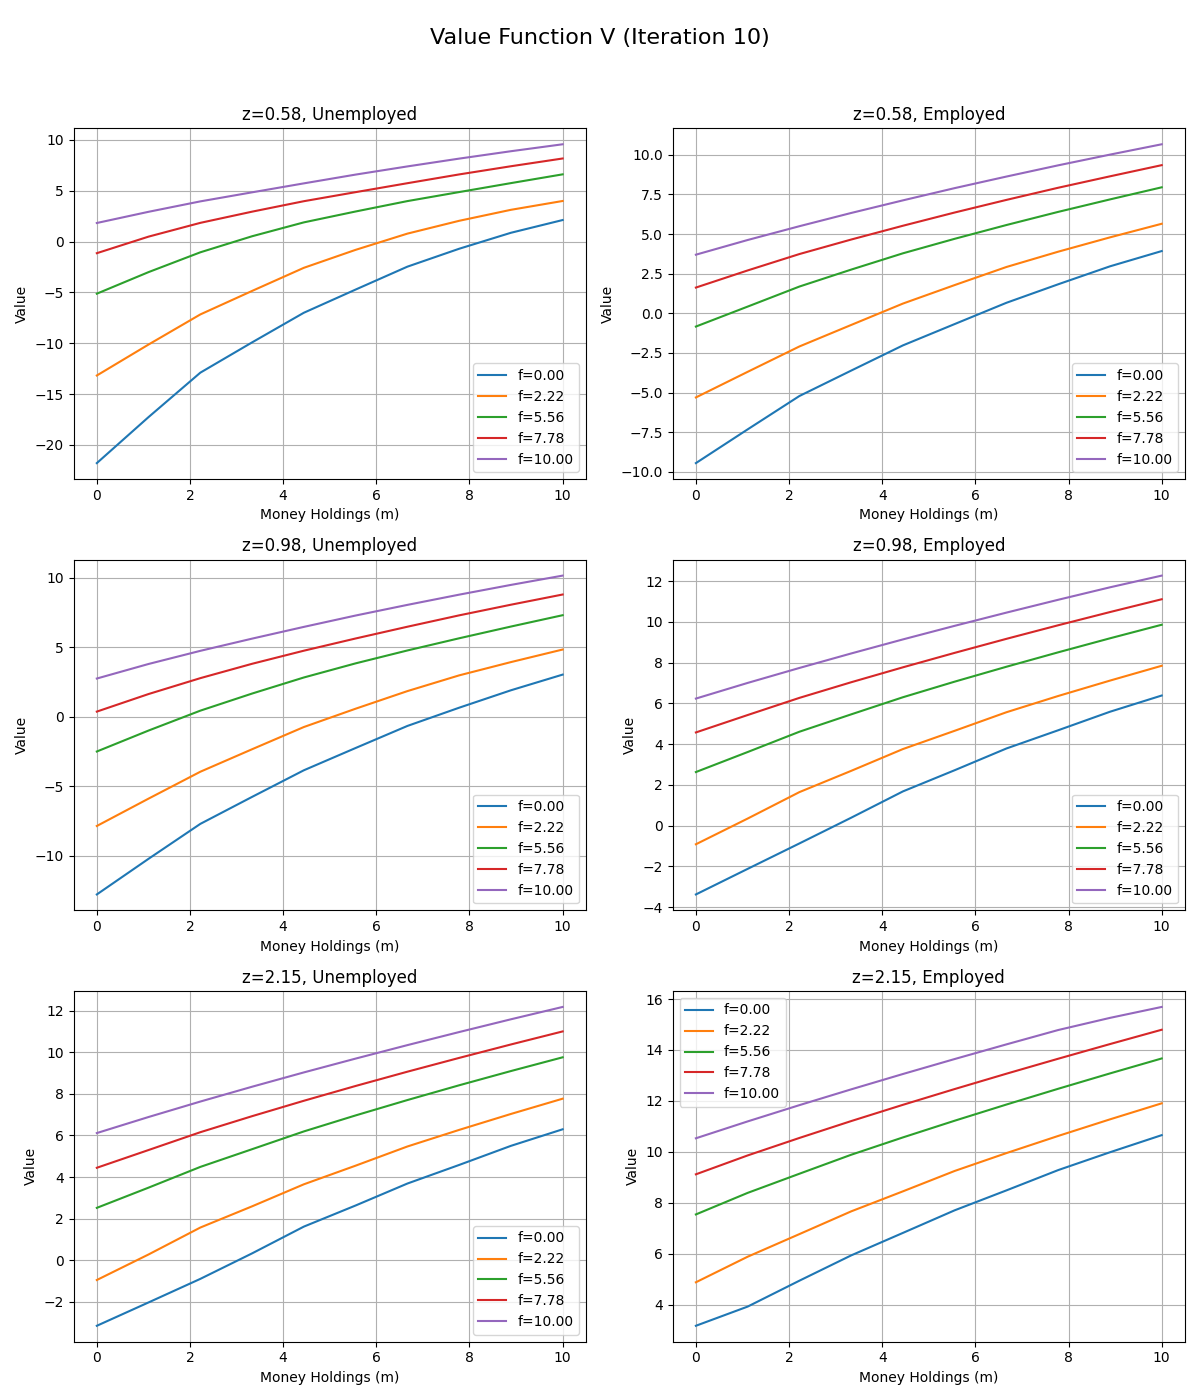 Value Function V (Iteration 10)
z=0.58, Unemployed
Value
10
5
0
−5
−10
−15
−20
f=0.00
f=2.22
f=5.56
f=7.78
f=10.00
0 2 4 6 8 10
Money Holdings (m)
z=0.58, Employed
Value
10.0
7.5
5.0
2.5
0.0
−2.5
−5.0
−7.5
−10.0
f=0.00
f=2.22
f=5.56
f=7.78
f=10.00
0 2 4 6 8 10
Money Holdings (m)
z=0.98, Unemployed
Value
10
5
0
−5
−10
f=0.00
f=2.22
f=5.56
f=7.78
f=10.00
0 2 4 6 8 10
Money Holdings (m)
z=0.98, Employed
Value
12
10
8
6
4
2
0
−2
−4
f=0.00
f=2.22
f=5.56
f=7.78
f=10.00
0 2 4 6 8 10
Money Holdings (m)
z=2.15, Unemployed
Value
12
10
8
6
4
2
0
−2
f=0.00
f=2.22
f=5.56
f=7.78
f=10.00
0 2 4 6 8 10
Money Holdings (m)
z=2.15, Employed
Value
16
14
12
10
8
6
4
f=0.00
f=2.22
f=5.56
f=7.78
f=10.00
0 2 4 6 8 10
Money Holdings (m)